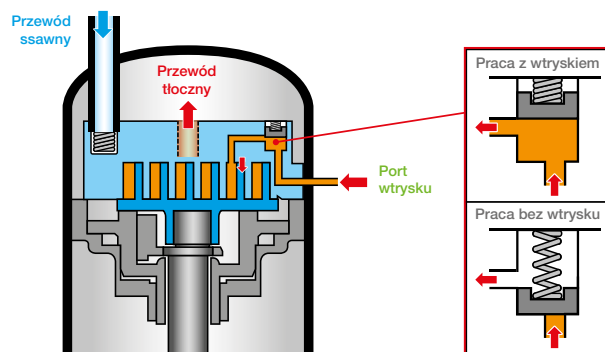 Przewód
ssawny
Przewód
tłoczny
Port
wtrysku
Praca z wtryskiem
Praca bez wtrysku